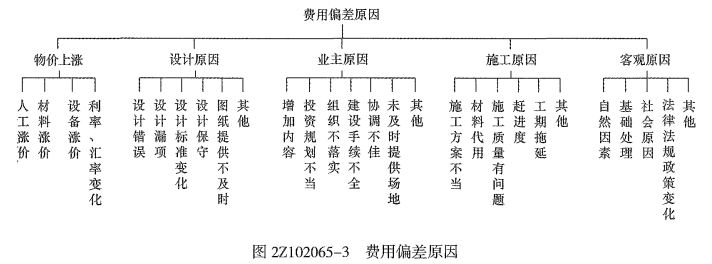 费用偏差原因
物价上涨
设计原因
业主原因
施工原因
客观原因
人工涨价
材料涨价
设备涨价
利率、汇率变化
设计错误
设计漏项
设计标准变化
设计保守
图纸提供不及时
其他
增加内容
投资规划不当
组织不落实
建设手续不全
协调不佳
未及时提供场地
其他
施工方案不当
材料代用
施工质量有问题
赶进度
工期拖延
其他
自然因素
基础处理
社会原因
法律法规政策变化
其他
图 2Z102065-3 费用偏差原因